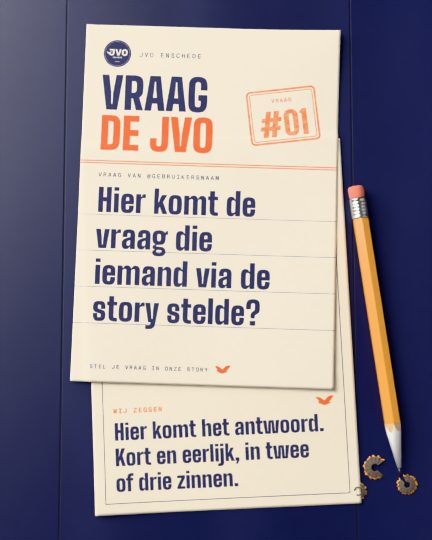 JVO
JVO ENSCHEDE
VRAAG
DE JVO
VRAAG
#01
VRAAG VAN @GEBRUIKERSNAAM
Hier komt de
vraag die
iemand via de
story stelde?
STEL JE VRAAG IN ONZE STORY
WIJ ZEGGEN
Hier komt het antwoord.
Kort en eerlijk, in twee
of drie zinnen.